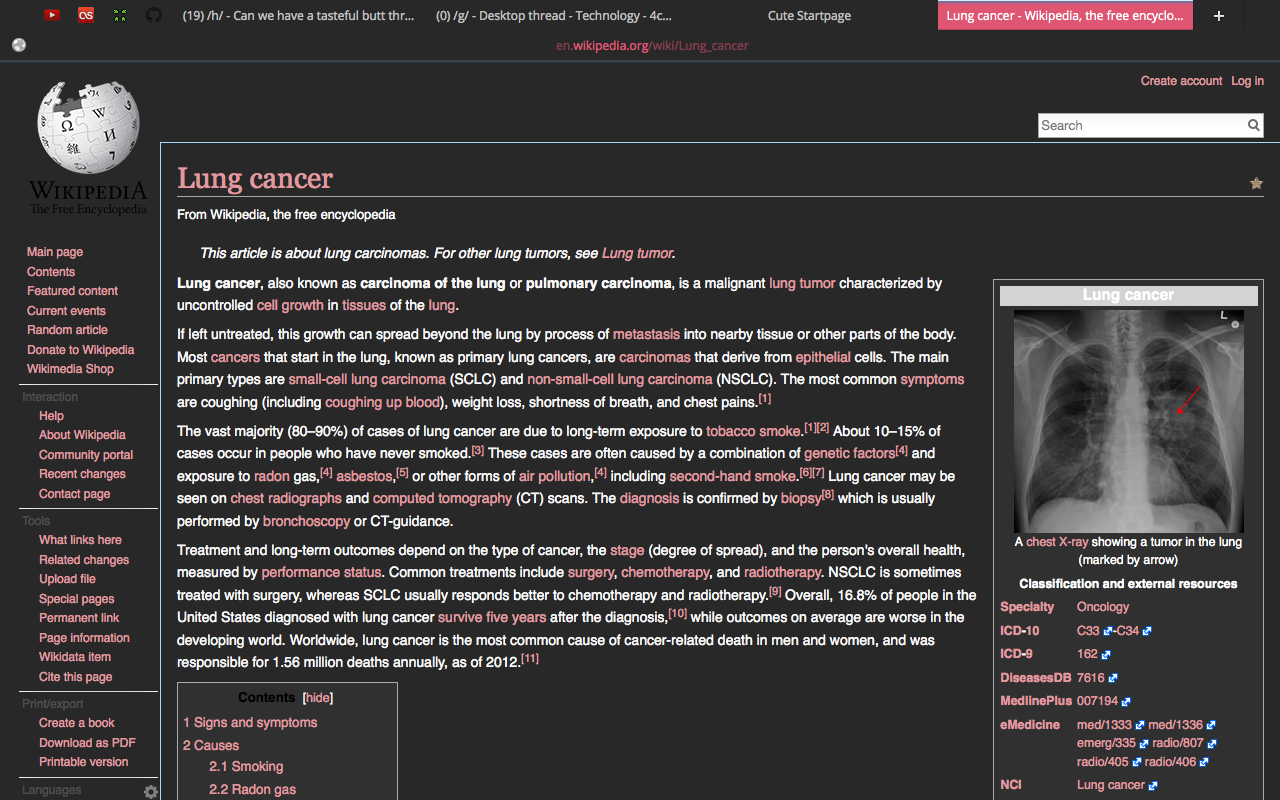 (19) /h/ - Can we have a tasteful butt thr...
(0) /g/ - Desktop thread - Technology - 4c...
Cute Startpage
Lung cancer - Wikipedia, the free encyclo...
+
en.wikipedia.org/wiki/Lung_cancer
Create account Log in
Search
WIKIPEDIA
The Free Encyclopedia
Main page
Contents
Featured content
Current events
Random article
Donate to Wikipedia
Wikimedia Shop
Interaction
Help
About Wikipedia
Community portal
Recent changes
Contact page
Tools
What links here
Related changes
Upload file
Special pages
Permanent link
Page information
Wikidata item
Cite this page
Print/export
Create a book
Download as PDF
Printable version
Languages
Lung cancer
From Wikipedia, the free encyclopedia
This article is about lung carcinomas. For other lung tumors, see Lung tumor.
Lung cancer, also known as carcinoma of the lung or pulmonary carcinoma, is a malignant lung tumor characterized by
uncontrolled cell growth in tissues of the lung.
If left untreated, this growth can spread beyond the lung by process of metastasis into nearby tissue or other parts of the body.
Most cancers that start in the lung, known as primary lung cancers, are carcinomas that derive from epithelial cells. The main
primary types are small-cell lung carcinoma (SCLC) and non-small-cell lung carcinoma (NSCLC). The most common symptoms
are coughing (including coughing up blood), weight loss, shortness of breath, and chest pains.[1]
The vast majority (80–90%) of cases of lung cancer are due to long-term exposure to tobacco smoke.[1][2] About 10–15% of
cases occur in people who have never smoked.[3] These cases are often caused by a combination of genetic factors[4] and
exposure to radon gas,[4] asbestos,[5] or other forms of air pollution,[4] including second-hand smoke.[6][7] Lung cancer may be
seen on chest radiographs and computed tomography (CT) scans. The diagnosis is confirmed by biopsy[8] which is usually
performed by bronchoscopy or CT-guidance.
Treatment and long-term outcomes depend on the type of cancer, the stage (degree of spread), and the person's overall health,
measured by performance status. Common treatments include surgery, chemotherapy, and radiotherapy. NSCLC is sometimes
treated with surgery, whereas SCLC usually responds better to chemotherapy and radiotherapy.[9] Overall, 16.8% of people in the
United States diagnosed with lung cancer survive five years after the diagnosis,[10] while outcomes on average are worse in the
developing world. Worldwide, lung cancer is the most common cause of cancer-related death in men and women, and was
responsible for 1.56 million deaths annually, as of 2012.[11]
Contents [hide]
1 Signs and symptoms
2 Causes
2.1 Smoking
2.2 Radon gas
Lung cancer
L
A chest X-ray showing a tumor in the lung
(marked by arrow)
Classification and external resources
Specialty Oncology
ICD-10 C33-C34
ICD-9 162
DiseasesDB 7616
MedlinePlus 007194
eMedicine med/1333 med/1336
emerg/335 radio/807
radio/405 radio/406
NCI Lung cancer